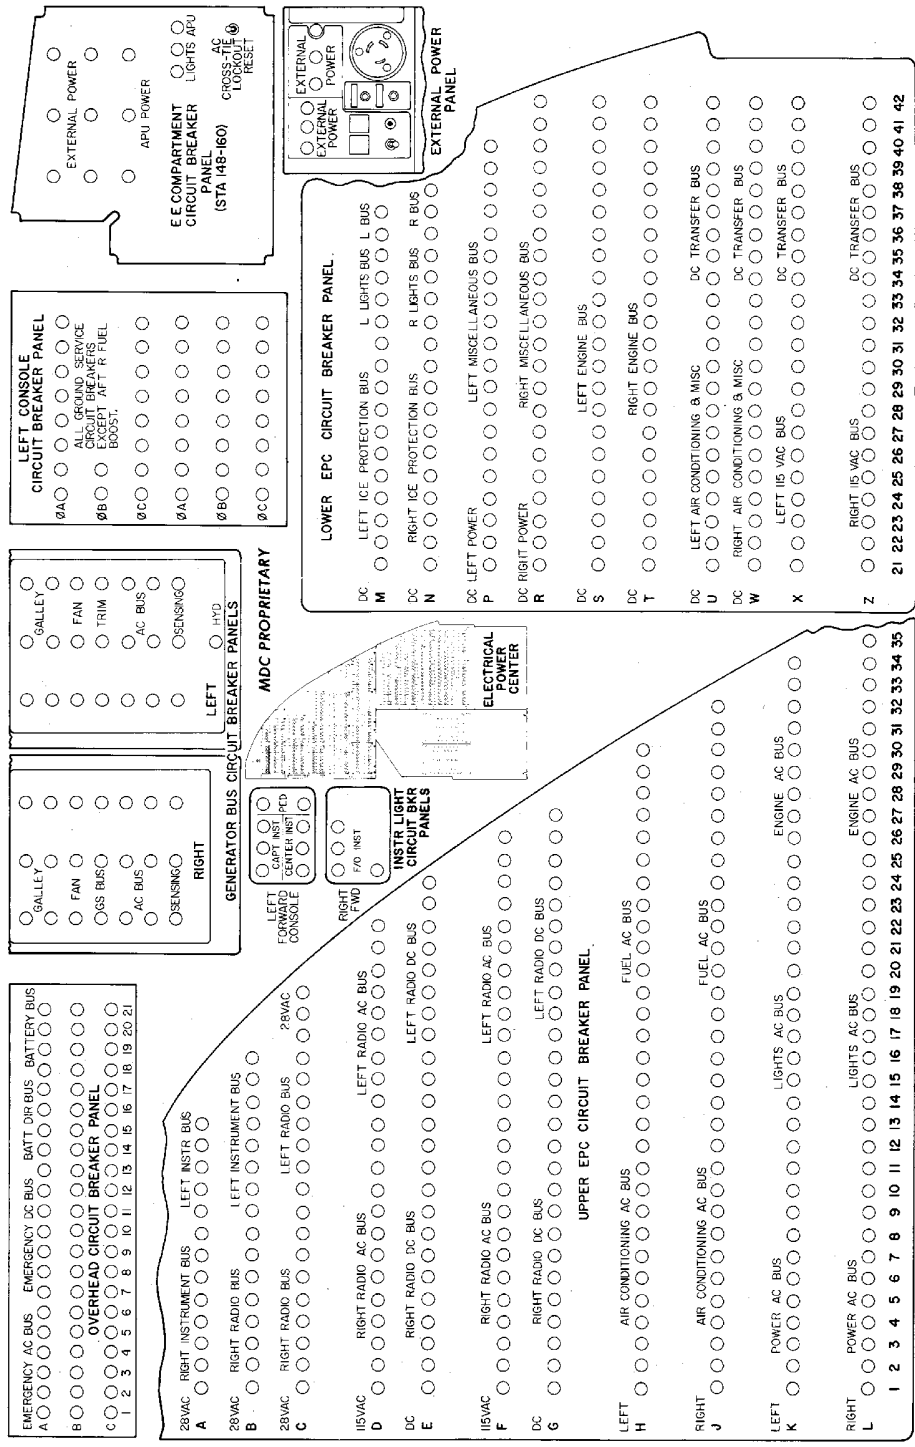 EMERGENCY AC BUS EMERGENCY DC BUS BATT DIR BUS BATTERY BUS
A
B
OVERHEAD CIRCUIT BREAKER PANEL
C
1 2 3 4 5 6 7 8 9 10 11 12 13 14 15 16 17 18 19 20 21
GALLEY
FAN
GS BUS
AC BUS
SENSING
RIGHT
GALLEY
FAN
TRIM
AC BUS
SENSING
LEFT
HYD
GENERATOR BUS CIRCUIT BREAKER PANELS
MDC PROPRIETARY
LEFT CONSOLE
CIRCUIT BREAKER PANEL
ØA
ALL GROUND SERVICE
CIRCUIT BREAKERS
EXCEPT AFT R FUEL
BOOST.
ØB
ØC
ØA
ØB
ØC
EXTERNAL POWER
APU POWER
LIGHTS APU
AC
CROSS-TIE
LOCKOUT
RESET
E E COMPARTMENT
CIRCUIT BREAKER
PANEL
(STA 148-160)
EXTERNAL
POWER
EXTERNAL
POWER
EXTERNAL POWER
PANEL
LEFT
FORWARD
CONSOLE
CAPT INST
CENTER INST
PED
RIGHT
FWD
F/O INST
INSTR LIGHT
CIRCUIT BKR
PANELS
ELECTRICAL
POWER
CENTER
28VAC RIGHT INSTRUMENT BUS LEFT INSTR BUS
A
28VAC RIGHT RADIO BUS LEFT INSTRUMENT BUS
B
28VAC RIGHT RADIO BUS LEFT RADIO BUS 28VAC
C
115VAC RIGHT RADIO AC BUS LEFT RADIO AC BUS
D
DC RIGHT RADIO DC BUS LEFT RADIO DC BUS
E
115VAC RIGHT RADIO AC BUS LEFT RADIO AC BUS
F
DC RIGHT RADIO DC BUS LEFT RADIO DC BUS
G
UPPER EPC CIRCUIT BREAKER PANEL.
LEFT AIR CONDITIONING AC BUS FUEL AC BUS
H
RIGHT AIR CONDITIONING AC BUS FUEL AC BUS
J
LEFT POWER AC BUS LIGHTS AC BUS ENGINE AC BUS
K
RIGHT POWER AC BUS LIGHTS AC BUS ENGINE AC BUS
L
1 2 3 4 5 6 7 8 9 10 11 12 13 14 15 16 17 18 19 20 21 22 23 24 25 26 27 28 29 30 31 32 33 34 35
LOWER EPC CIRCUIT BREAKER PANEL.
DC LEFT ICE PROTECTION BUS L LIGHTS BUS L BUS
M
DC RIGHT ICE PROTECTION BUS R LIGHTS BUS R BUS
N
DC LEFT POWER LEFT MISCELLANEOUS BUS
P
DC RIGHT POWER RIGHT MISCELLANEOUS BUS
R
DC LEFT ENGINE BUS
S
DC RIGHT ENGINE BUS
T
DC LEFT AIR CONDITIONING & MISC DC TRANSFER BUS
U
DC RIGHT AIR CONDITIONING & MISC DC TRANSFER BUS
W
LEFT 115 VAC BUS DC TRANSFER BUS
X
RIGHT 115 VAC BUS DC TRANSFER BUS
Z
21 22 23 24 25 26 27 28 29 30 31 32 33 34 35 36 37 38 39 40 41 42